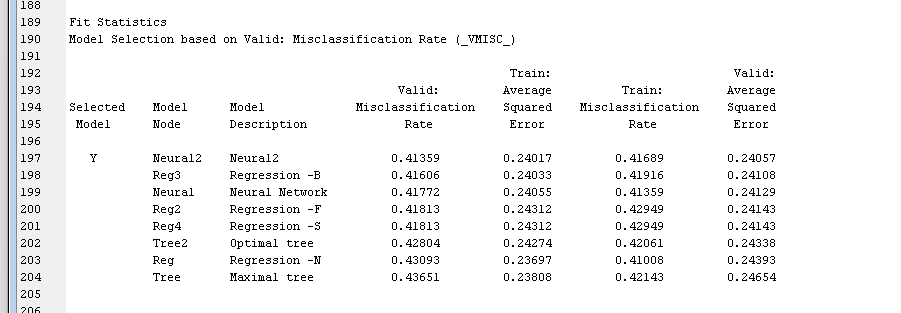 188
189 Fit Statistics
190 Model Selection based on Valid: Misclassification Rate (_VMISC_)
191
192 Train: Valid:
193 Valid: Average Train: Average
194 Selected Model Model Misclassification Squared Misclassification Squared
195 Model Node Description Rate Error Rate Error
196
197 Y Neural2 Neural2 0.41359 0.24017 0.41689 0.24057
198 Reg3 Regression -B 0.41606 0.24033 0.41916 0.24108
199 Neural Neural Network 0.41772 0.24055 0.41359 0.24129
200 Reg2 Regression -F 0.41813 0.24312 0.42949 0.24143
201 Reg4 Regression -S 0.41813 0.24312 0.42949 0.24143
202 Tree2 Optimal tree 0.42804 0.24274 0.42061 0.24338
203 Reg Regression -N 0.43093 0.23697 0.41008 0.24393
204 Tree Maximal tree 0.43651 0.23808 0.42143 0.24654
205
206